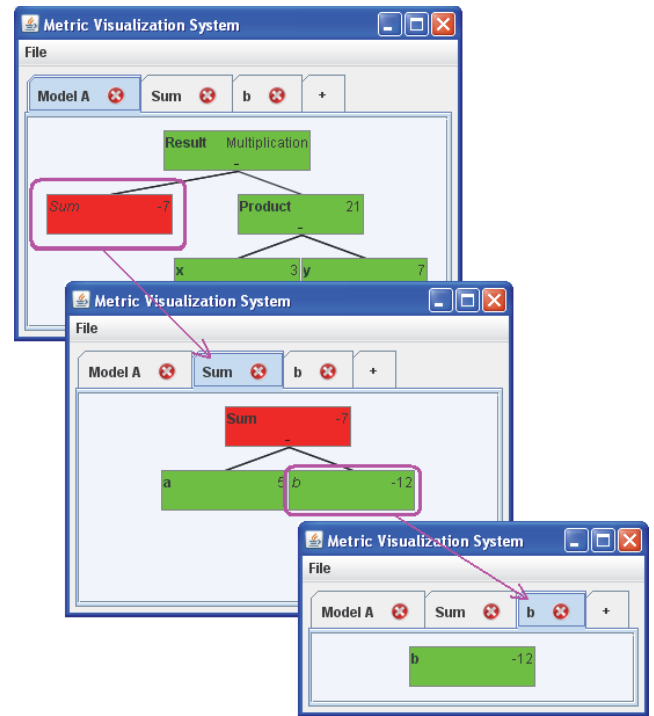 Metric Visualization System
File
Model A Sum b +
Result Multiplication
-
Sum -7 Product 21
-
x 3 y 7
Metric Visualization System
File
Model A Sum b +
Sum -7
-
a 5 b -12
Metric Visualization System
File
Model A Sum b +
b -12